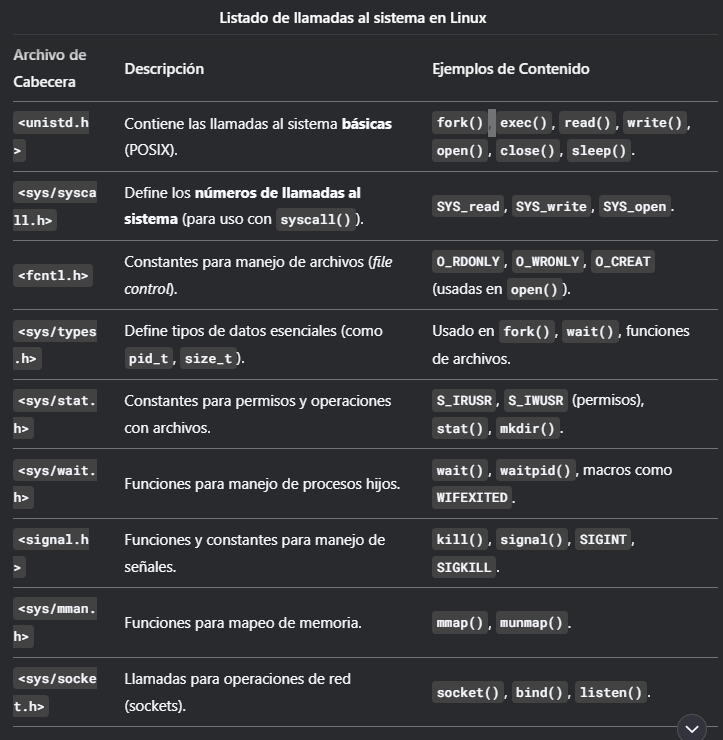 Listado de llamadas al sistema en Linux
Archivo de
Cabecera
Descripción
Ejemplos de Contenido
<unistd.h
>
Contiene las llamadas al sistema básicas
(POSIX).
fork(), exec(), read(), write(),
open(), close(), sleep().
<sys/sysca
ll.h>
Define los números de llamadas al
sistema (para uso con syscall()).
SYS_read, SYS_write, SYS_open.
<fcntl.h>
Constantes para manejo de archivos (file
control).
O_RDONLY, O_WRONLY, O_CREAT
(usadas en open()).
<sys/types
.h>
Define tipos de datos esenciales (como
pid_t, size_t).
Usado en fork(), wait(), funciones
de archivos.
<sys/stat.
h>
Constantes para permisos y operaciones
con archivos.
S_IRUSR, S_IWUSR (permisos),
stat(), mkdir().
<sys/wait.
h>
Funciones para manejo de procesos hijos.
wait(), waitpid(), macros como
WIFEXITED.
<signal.h
>
Funciones y constantes para manejo de
señales.
kill(), signal(), SIGINT,
SIGKILL.
<sys/mman.
h>
Funciones para mapeo de memoria.
mmap(), munmap().
<sys/socke
t.h>
Llamadas para operaciones de red
(sockets).
socket(), bind(), listen().